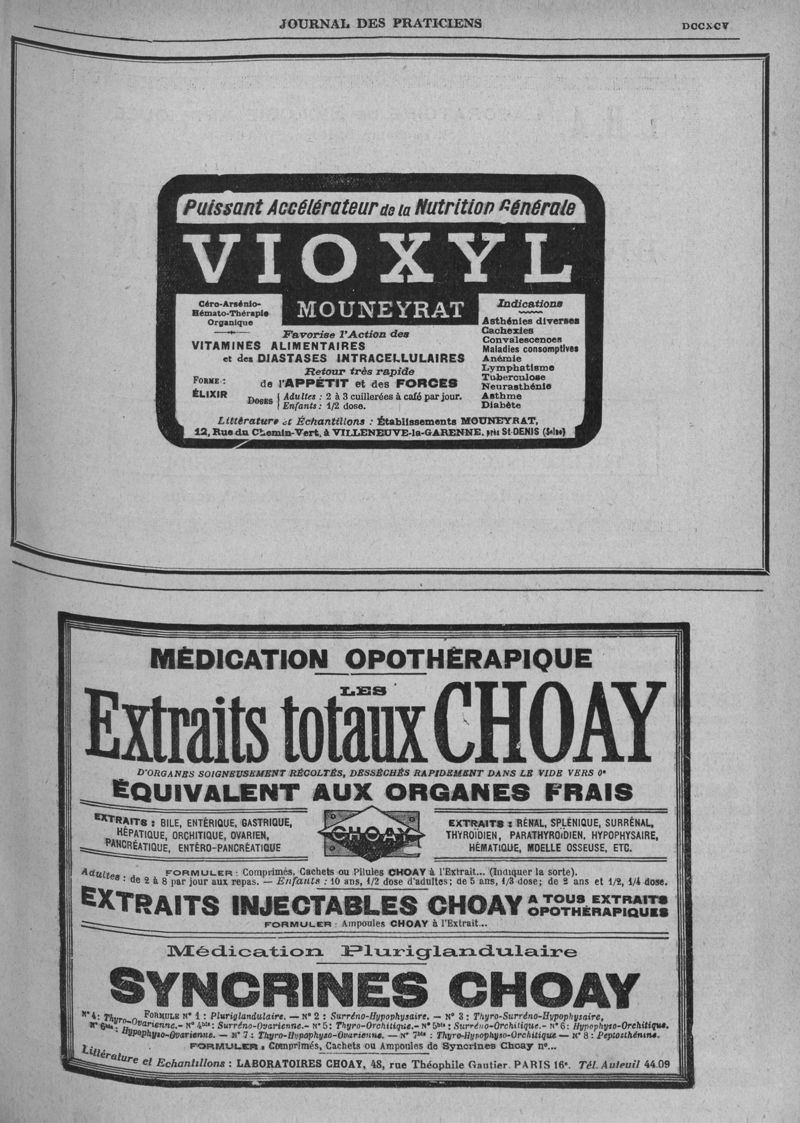 JOURNAL DES PRATICIENS
DCCXCV
Puissant Accélérateur de la Nutrition Générale
VIOXYL
MOUNEYRAT
Céro-Arsénio-
Hémato-Thérapie
Organique
Favorise l'Action des
VITAMINES ALIMENTAIRES
et des DIASTASES INTRACELLULAIRES
Retour très rapide
de l'APPÉTIT et des FORCES
FORME :
ÉLIXIR
DOSES
Adultes : 2 à 3 cuillerées à café par jour.
Enfants : 1/2 dose.
Indications
Asthénies diverses
Cachexies
Convalescences
Maladies consomptives
Anémie
Lymphatisme
Tuberculose
Neurasthénie
Asthme
Diabète
Littérature et Échantillons : Établissements MOUNEYRAT,
12, Rue du Chemin-Vert, à VILLENEUVE-la-GARENNE, près St-DENIS (Seine)
MÉDICATION OPOTHÉRAPIQUE
LES
Extraits totaux CHOAY
D'ORGANES SOIGNEUSEMENT RÉCOLTÉS, DESSÉCHÉS RAPIDEMENT DANS LE VIDE VERS 0°
ÉQUIVALENT AUX ORGANES FRAIS
EXTRAITS : BILE, ENTÉRIQUE, GASTRIQUE,
HÉPATIQUE, ORCHITIQUE, OVARIEN,
PANCRÉATIQUE, ENTÉRO-PANCRÉATIQUE
CHOAY
EXTRAITS : RÉNAL, SPLÉNIQUE, SURRÉNAL,
THYROÏDIEN, PARATHYROÏDIEN, HYPOPHYSAIRE,
HÉMATIQUE, MOELLE OSSEUSE, ETC.
FORMULER : Comprimés, Cachets ou Pilules CHOAY à l'Extrait... (Indiquer la sorte).
Adultes : de 2 à 8 par jour aux repas. — Enfants : 10 ans, 1/2 dose d'adultes; de 5 ans, 1/3 dose; de 2 ans et 1/2, 1/4 dose.
EXTRAITS INJECTABLES CHOAY A TOUS EXTRAITS
OPOTHÉRAPIQUES
FORMULER : Ampoules CHOAY à l'Extrait...
Médication Pluriglandulaire
SYNCRINES CHOAY
FORMULE N° 1 : Pluriglandulaire. — N° 2 : Surréno-Hypophysaire. — N° 3 : Thyro-Surréno-Hypophysaire,
N° 4 : Thyro-Ovarienne.- N° 4bis : Surréno-Ovarienne.- N° 5 : Thyro-Orchitique.- N° 5bis : Surréno-Orchitique.- N° 6 : Hypophyso-Orchitique.
N° 6bis : Hypophyso-Ovarienne. — N° 7 : Thyro-Hypophyso-Ovarienne. — N° 7bis : Thyro-Hypophyso-Orchitique — N° 8 : Peptosthénine.
FORMULER : Comprimés, Cachets ou Ampoules de Syncrines Choay n°...
Littérature et Echantillons : LABORATOIRES CHOAY, 48, rue Théophile Gautier. PARIS 16e. Tél. Auteuil 44.09